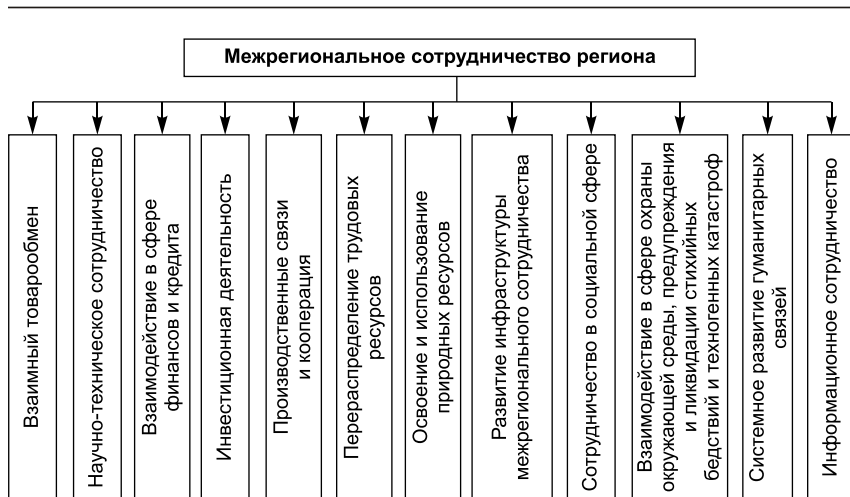 Межрегиональное сотрудничество региона
Взаимный товарообмен
Научно-техническое сотрудничество
Взаимодействие в сфере
финансов и кредита
Инвестиционная деятельность
Производственные связи
и кооперация
Перераспределение трудовых
ресурсов
Освоение и использование
природных ресурсов
Развитие инфраструктуры
межрегионального сотрудничества
Сотрудничество в социальной сфере
Взаимодействие в сфере охраны
окружающей среды, предупреждения
и ликвидации стихийных
бедствий и техногенных катастроф
Системное развитие гуманитарных
связей
Информационное сотрудничество